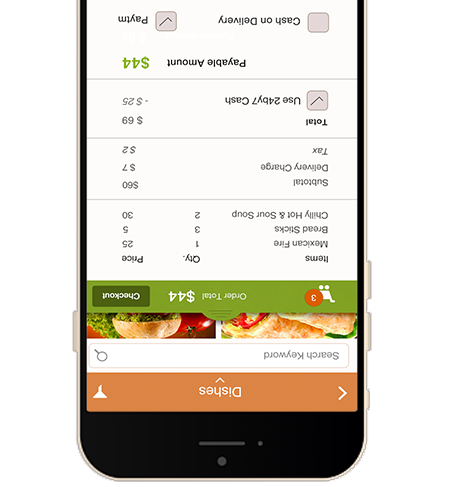 Dishes
Search Keyword
3 Order Total $44 Checkout
Items Qty. Price
Mexican Fire 1 25
Bread Sticks 3 5
Chilly Hot & Sour Soup 2 30
Subtotal $60
Delivery Charge $ 7
Tax $ 2
Total $ 69
Use 24by7 Cash - $ 25
Payable Amount $44
Cash on Delivery Paytm